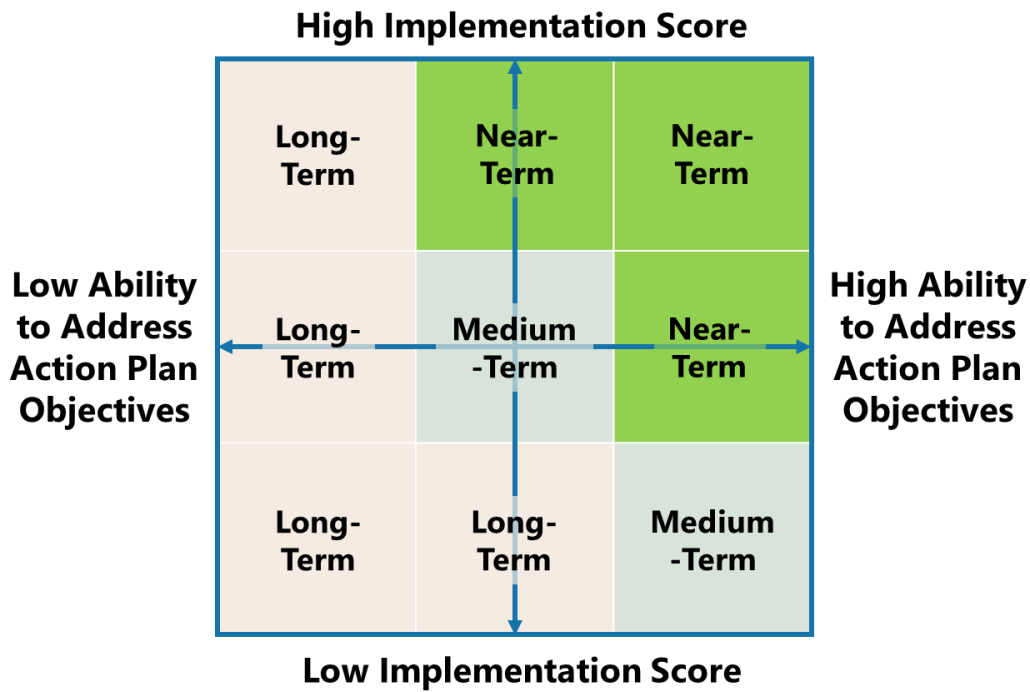 High Implementation Score
Long-
Term
Near-
Term
Near-
Term
Low Ability
to Address
Action Plan
Objectives
Long-
Term
Medium
-Term
Near-
Term
High Ability
to Address
Action Plan
Objectives
Long-
Term
Long-
Term
Medium
-Term
Low Implementation Score